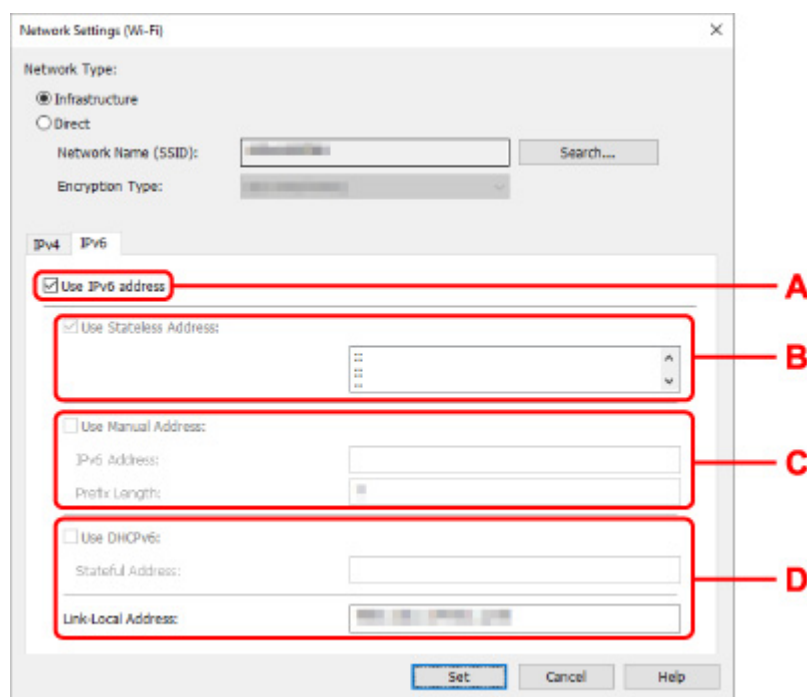 Network Settings (Wi-Fi)
Network Type:
Infrastructure
Direct
Network Name (SSID):
Search...
Encryption Type:
IPv4 IPv6
Use IPv6 address
A
Use Stateless Address:
::
::
::
B
Use Manual Address:
IPv6 Address:
Prefix Length:
C
Use DHCPv6:
Stateful Address:
D
Link-Local Address:
Set Cancel Help